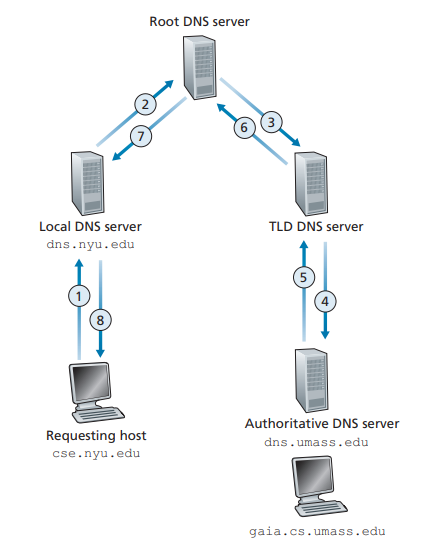 Root DNS server
2
3
7
6
Local DNS server
dns.nyu.edu
TLD DNS server
1
5
8
4
Requesting host
cse.nyu.edu
Authoritative DNS server
dns.umass.edu
gaia.cs.umass.edu